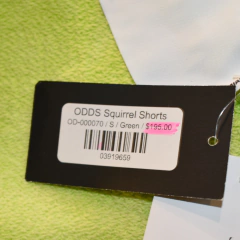 ODDS Squirrel Shorts
OD-000070 / S / Green / $195.00
03919659